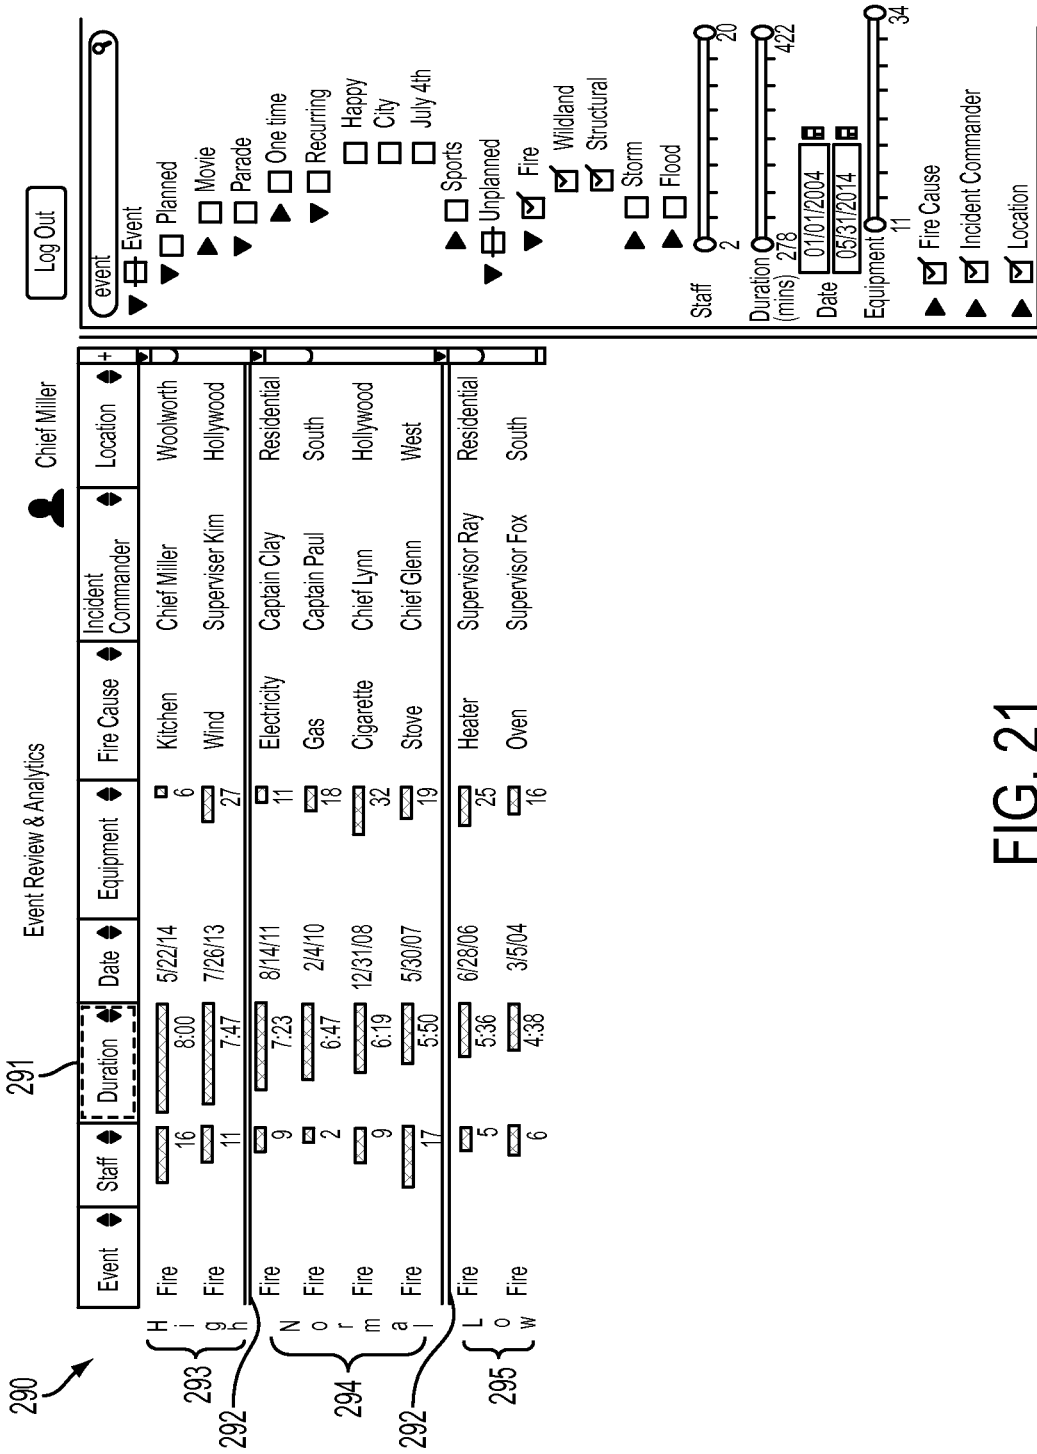 290
291
Event Review & Analytics
Chief Miller
Log Out
Event Staff Duration Date Equipment Fire Cause Incident Commander Location +
293
High
Fire 16 8:00 5/22/14 6 Kitchen Chief Miller Woolworth
Fire 11 7:47 7/26/13 27 Wind Superviser Kim Hollywood
292
294
Normal
Fire 9 7:23 8/14/11 11 Electricity Captain Clay Residential
Fire 2 6:47 2/4/10 18 Gas Captain Paul South
Fire 9 6:19 12/31/08 32 Cigarette Chief Lynn Hollywood
Fire 17 5:50 5/30/07 19 Stove Chief Glenn West
292
295
Low
Fire 5 5:36 6/28/06 25 Heater Supervisor Ray Residential
Fire 6 4:38 3/5/04 16 Oven Supervisor Fox South
event
Event
Planned
Movie
Parade
One time
Recurring
Happy
City
July 4th
Sports
Unplanned
Fire
Wildland
Structural
Storm
Flood
Staff
2 20
Duration
(mins) 278 422
Date 01/01/2004
05/31/2014
Equipment
11 34
Fire Cause
Incident Commander
Location
FIG. 21